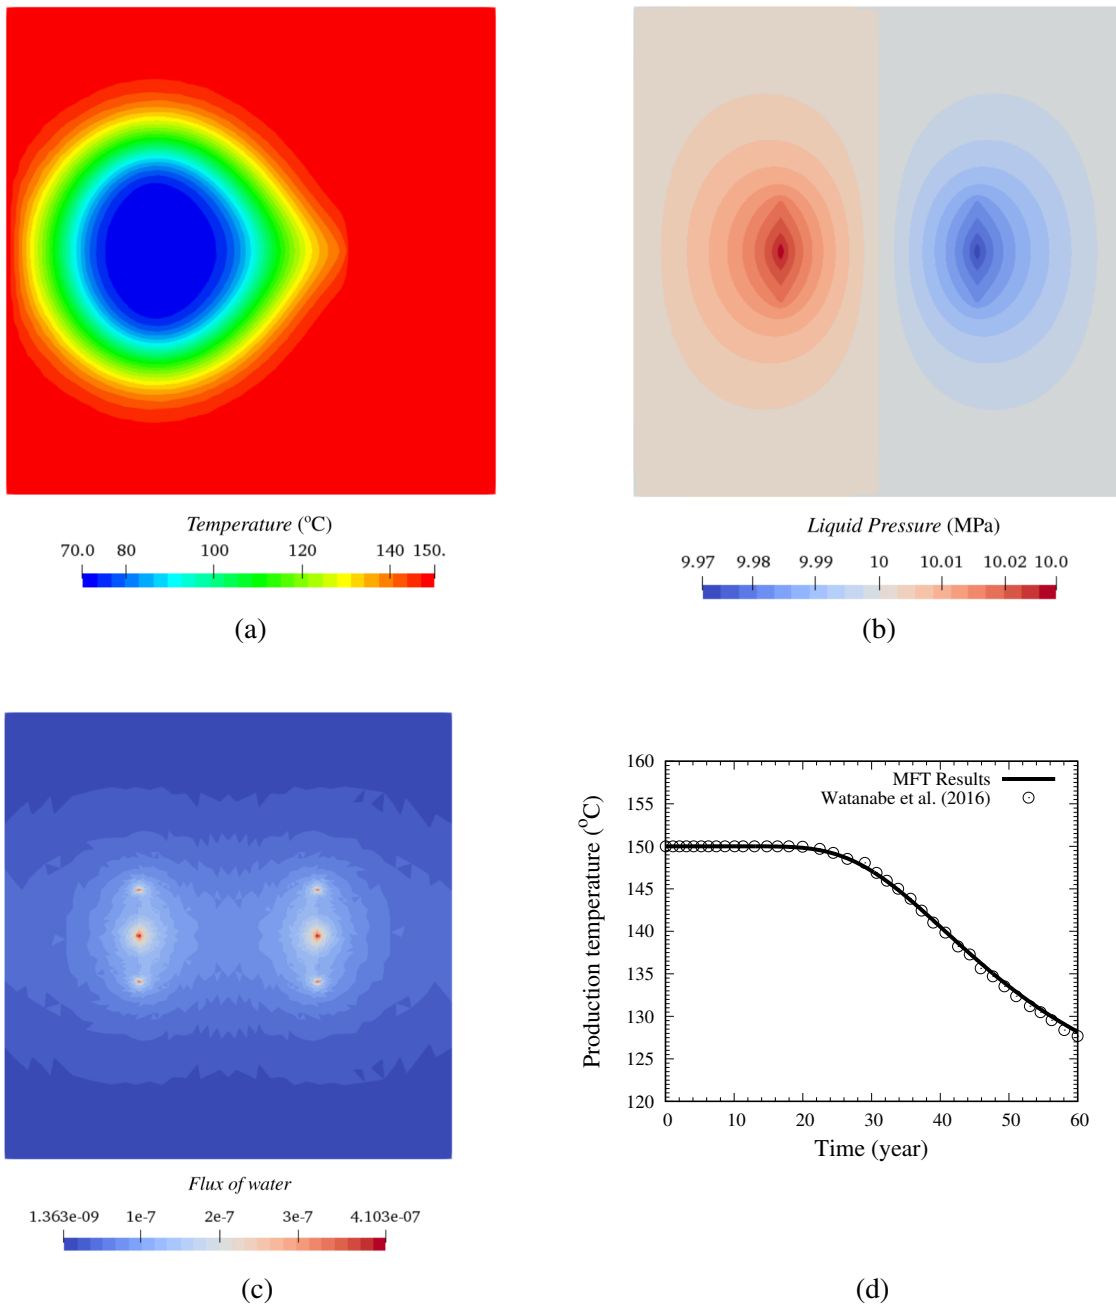 Temperature (°C)
70.0 80 100 120 140 150.
(a)
Liquid Pressure (MPa)
9.97 9.98 9.99 10 10.01 10.02 10.0
(b)
Flux of water
1.363e-09 1e-7 2e-7 3e-7 4.103e-07
(c)
160
155
150
145
140
135
130
125
120
Production temperature (°C)
MFT Results
Watanabe et al. (2016)
0 10 20 30 40 50 60
Time (year)
(d)